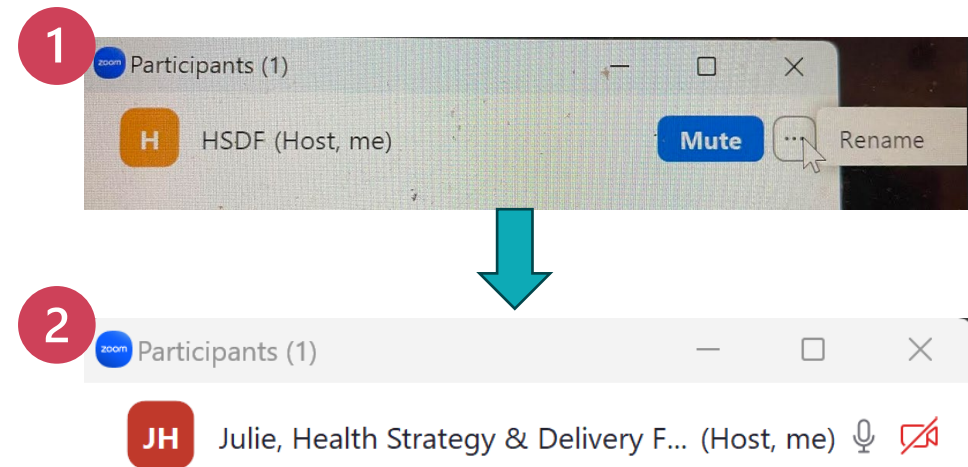 1
zoom Participants (1)
H HSDF (Host, me) Mute ... Rename
2
zoom Participants (1)
JH Julie, Health Strategy & Delivery F... (Host, me)